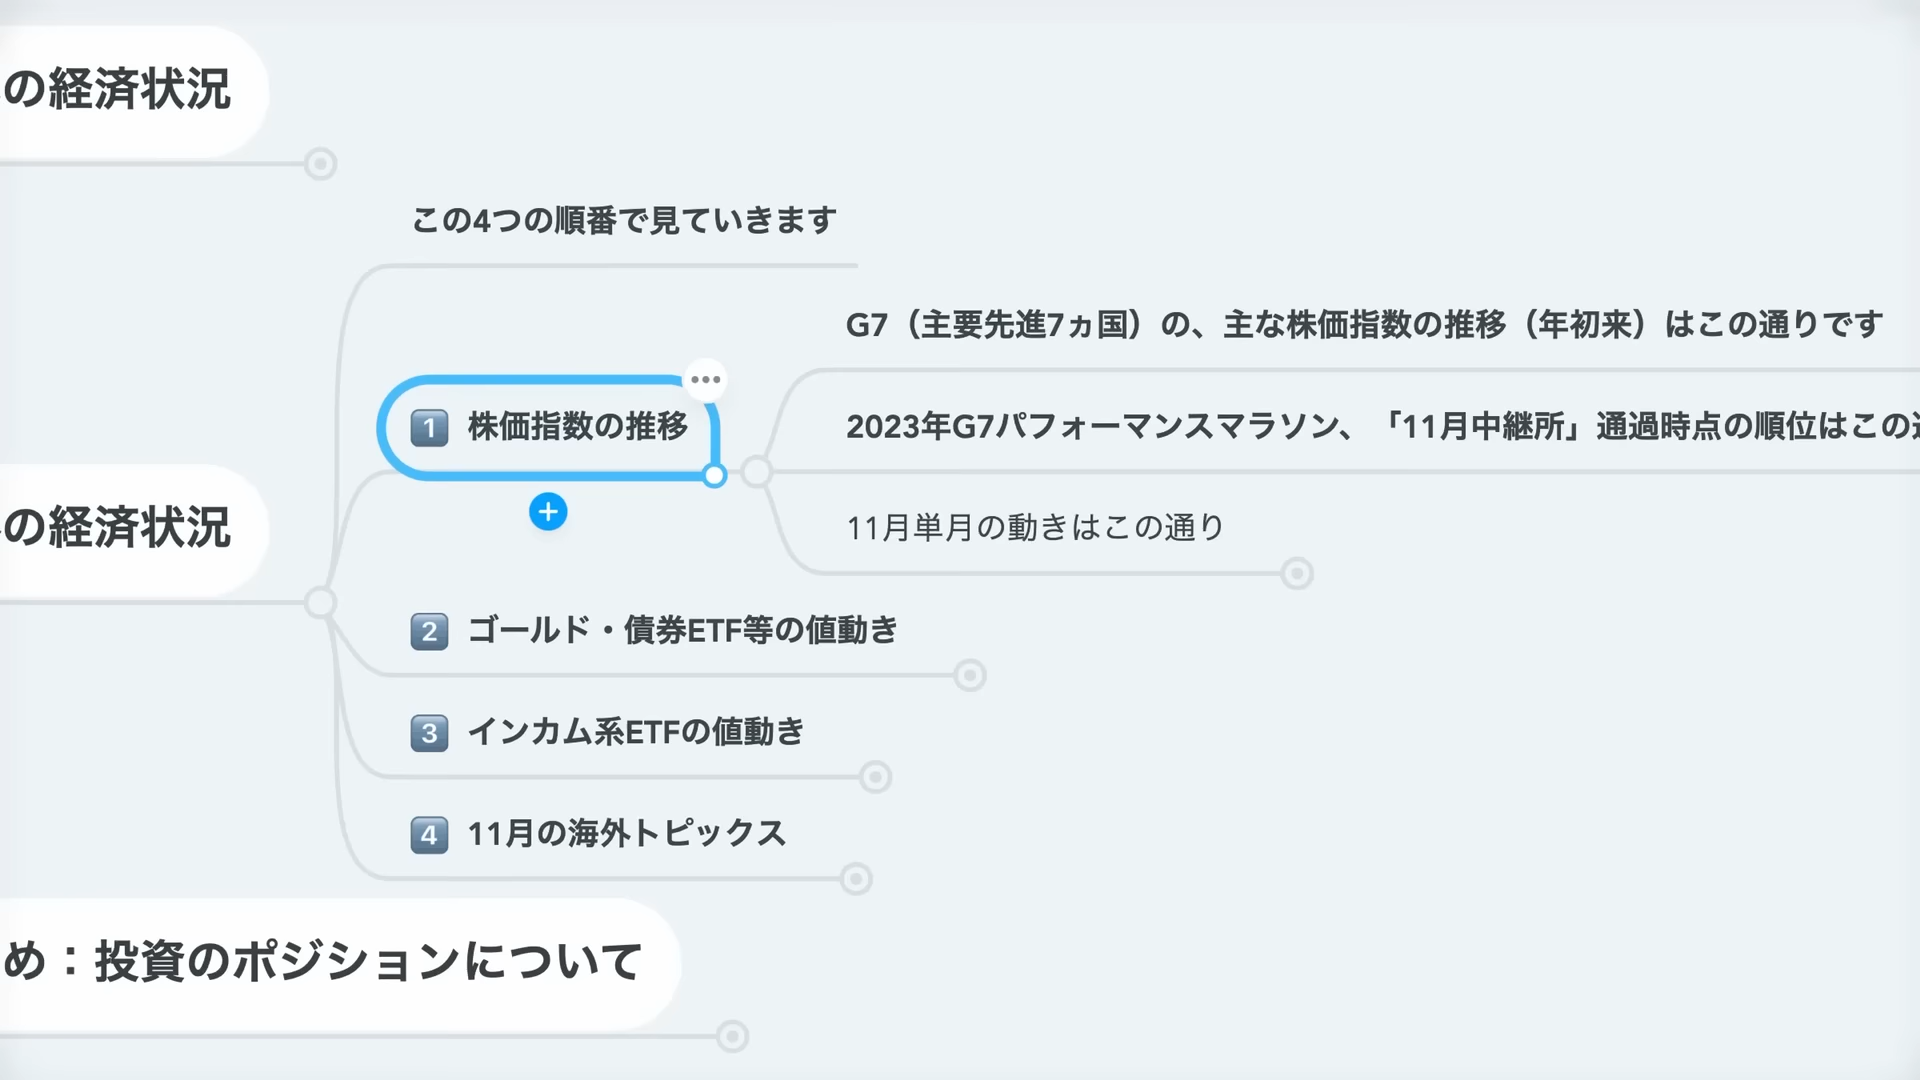 の経済状況
この4つの順番で見ていきます
G7（主要先進7ヵ国）の、主な株価指数の推移（年初来）はこの通りです
1 株価指数の推移
2023年G7パフォーマンスマラソン、「11月中継所」通過時点の順位はこの
11月単月の動きはこの通り
の経済状況
2 ゴールド・債券ETF等の値動き
3 インカム系ETFの値動き
4 11月の海外トピックス
め：投資のポジションについて